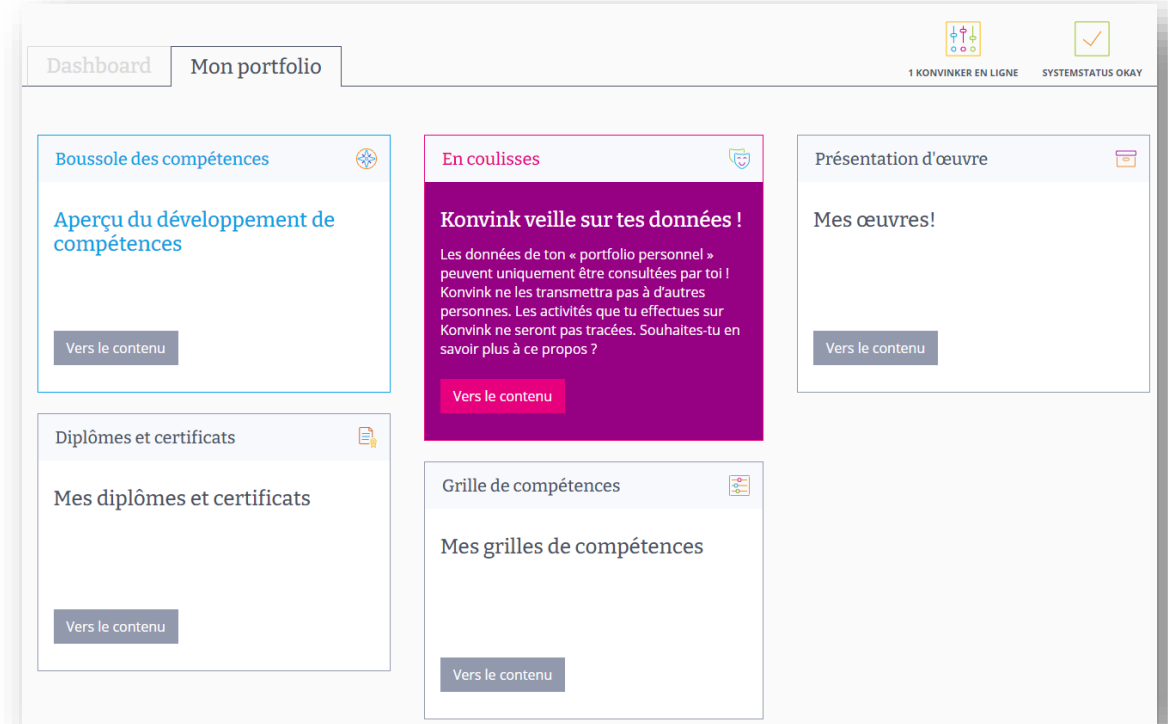 Dashboard
Mon portfolio
1 KONVINKER EN LIGNE
SYSTEMSTATUS OKAY
Boussole des compétences
Aperçu du développement de
compétences
Vers le contenu
En coulisses
Konvink veille sur tes données !
Les données de ton « portfolio personnel »
peuvent uniquement être consultées par toi !
Konvink ne les transmettra pas à d'autres
personnes. Les activités que tu effectues sur
Konvink ne seront pas tracées. Souhaites-tu en
savoir plus à ce propos ?
Vers le contenu
Présentation d'œuvre
Mes œuvres!
Vers le contenu
Diplômes et certificats
Mes diplômes et certificats
Vers le contenu
Grille de compétences
Mes grilles de compétences
Vers le contenu